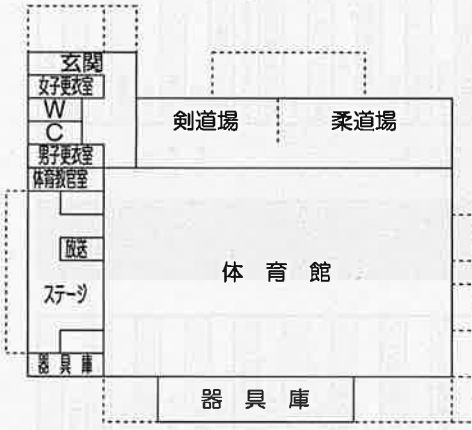 玄関
女子更衣室
W
C
男子更衣室
体育教官室
剣道場
柔道場
放送
体育館
ステージ
器具庫
器具庫